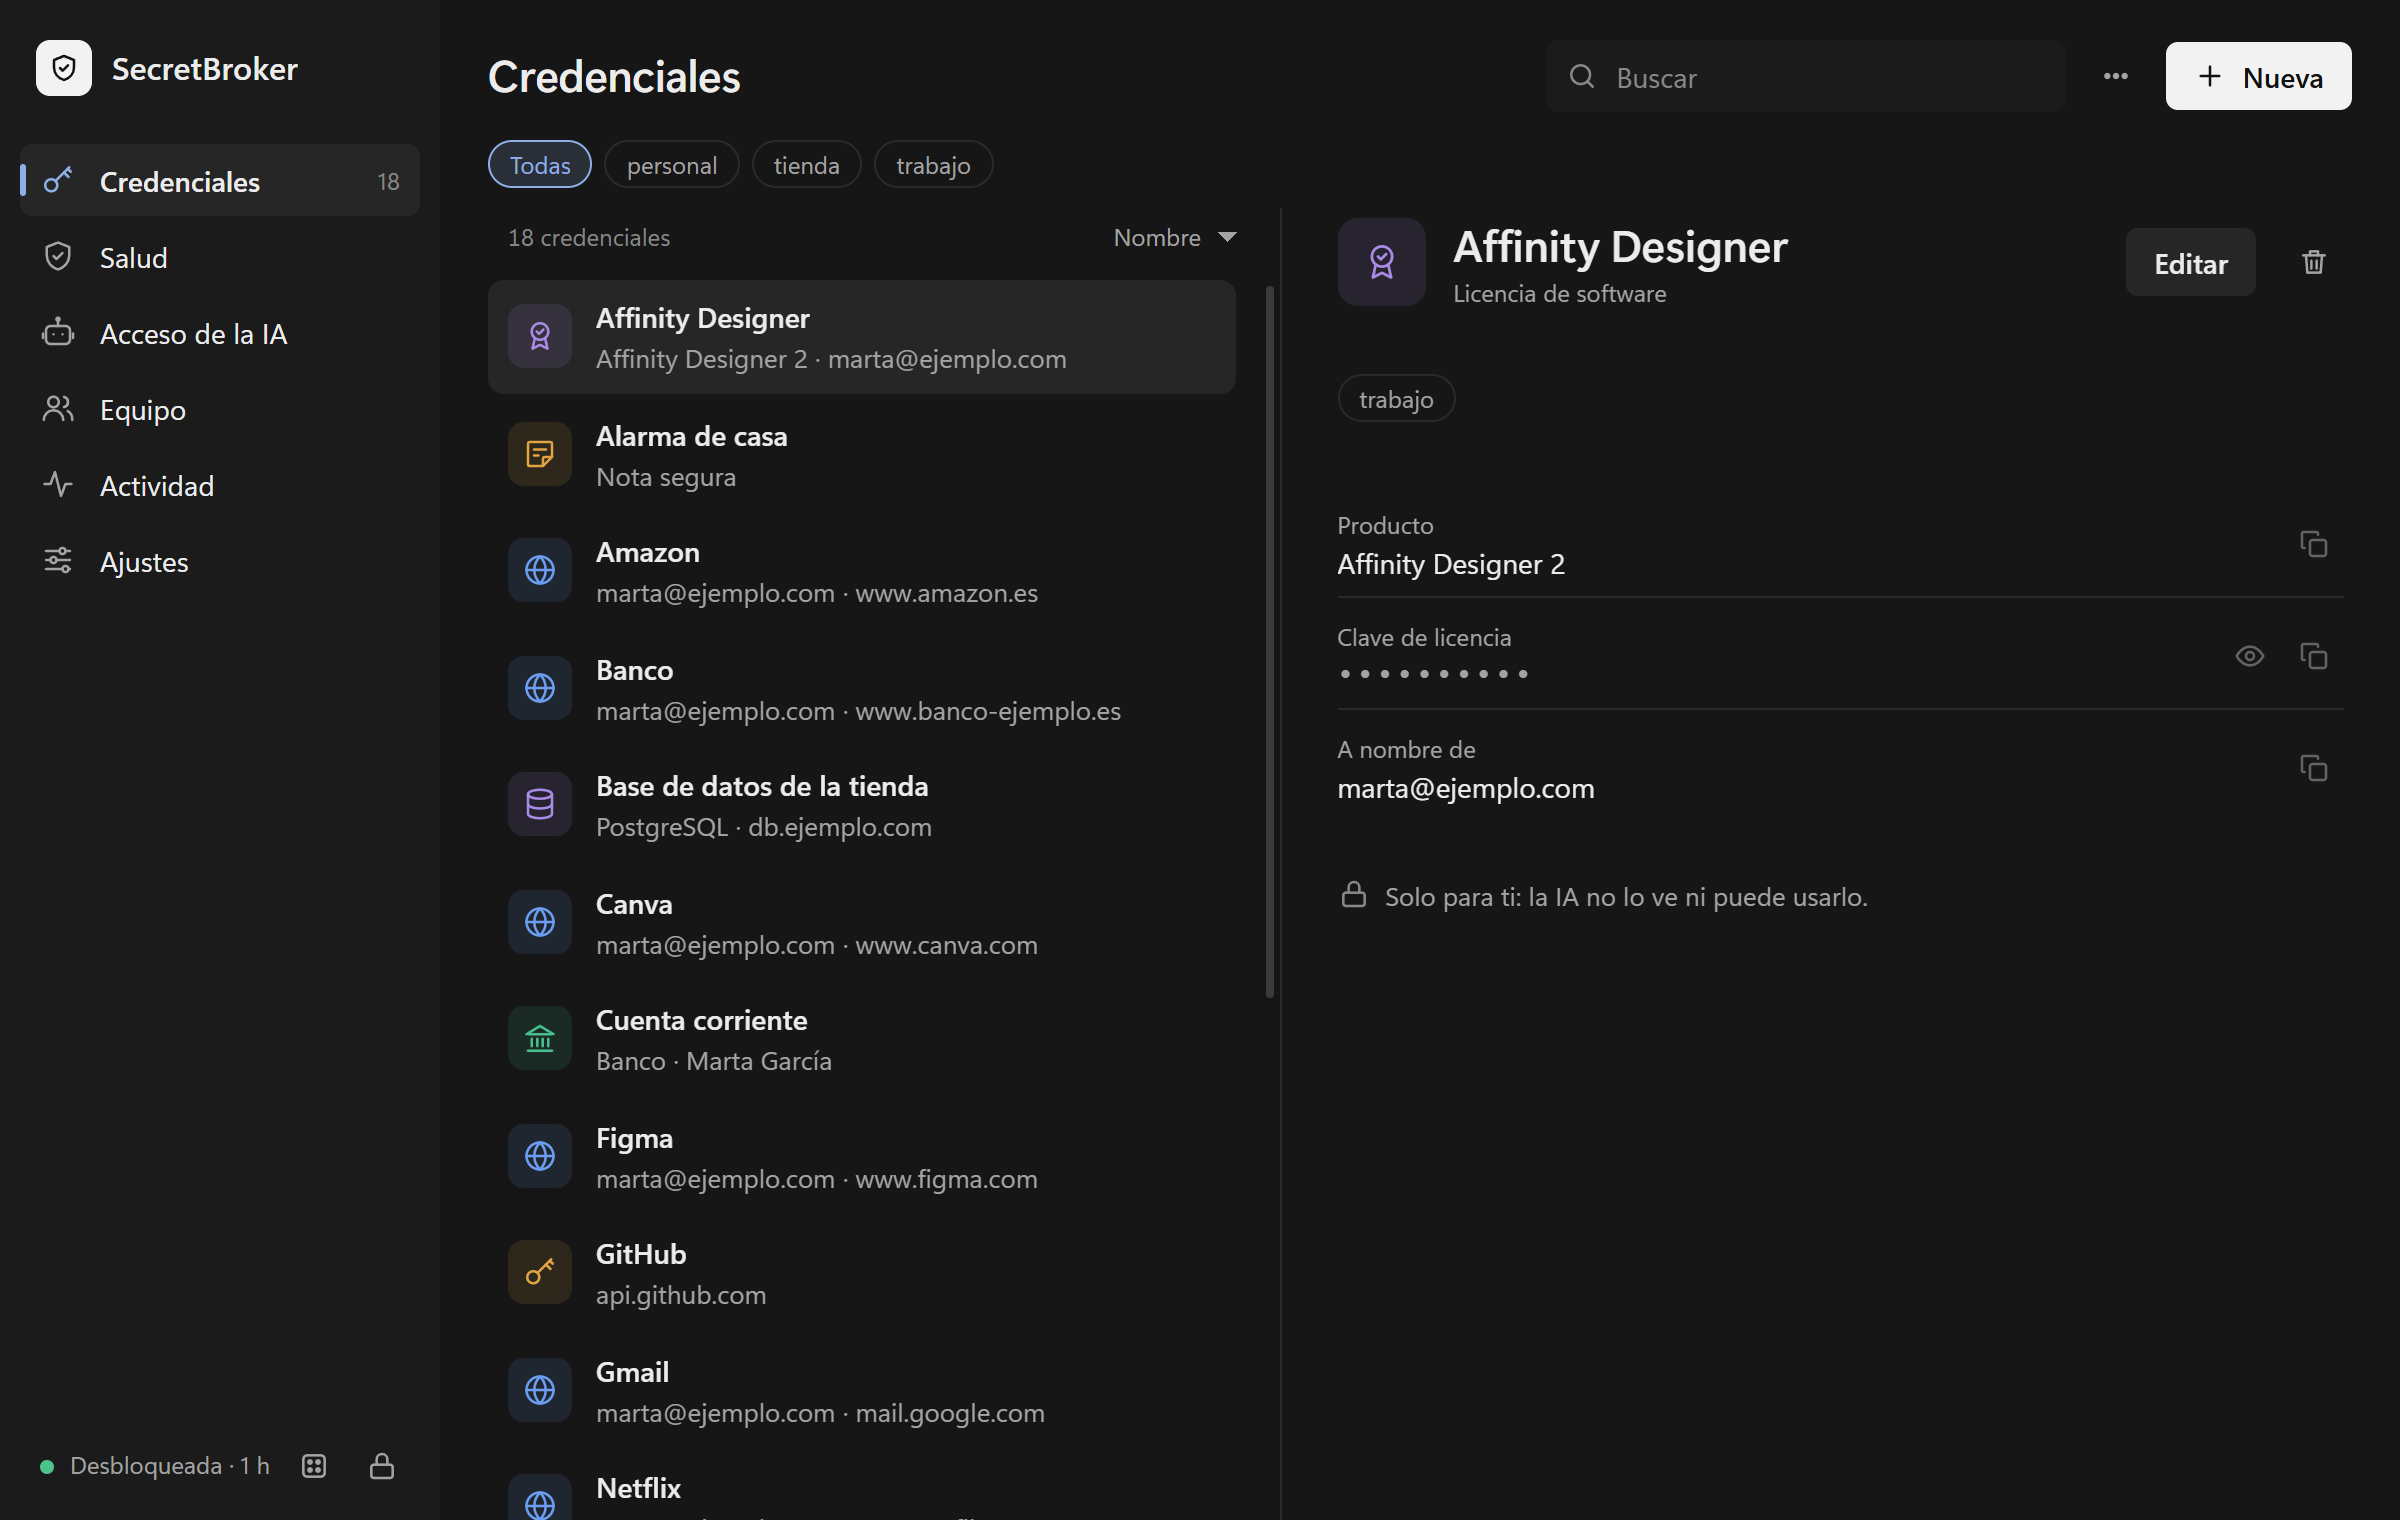 SecretBroker
Credenciales 18
Salud
Acceso de la IA
Equipo
Actividad
Ajustes
Desbloqueada · 1 h
Credenciales
Buscar
Nueva
Todas
personal
tienda
trabajo
18 credenciales
Nombre
Affinity Designer
Affinity Designer 2 · marta@ejemplo.com
Alarma de casa
Nota segura
Amazon
marta@ejemplo.com · www.amazon.es
Banco
marta@ejemplo.com · www.banco-ejemplo.es
Base de datos de la tienda
PostgreSQL · db.ejemplo.com
Canva
marta@ejemplo.com · www.canva.com
Cuenta corriente
Banco · Marta García
Figma
marta@ejemplo.com · www.figma.com
GitHub
api.github.com
Gmail
marta@ejemplo.com · mail.google.com
Netflix
Affinity Designer
Licencia de software
Editar
trabajo
Producto
Affinity Designer 2
Clave de licencia
••••••••••
A nombre de
marta@ejemplo.com
Solo para ti: la IA no lo ve ni puede usarlo.